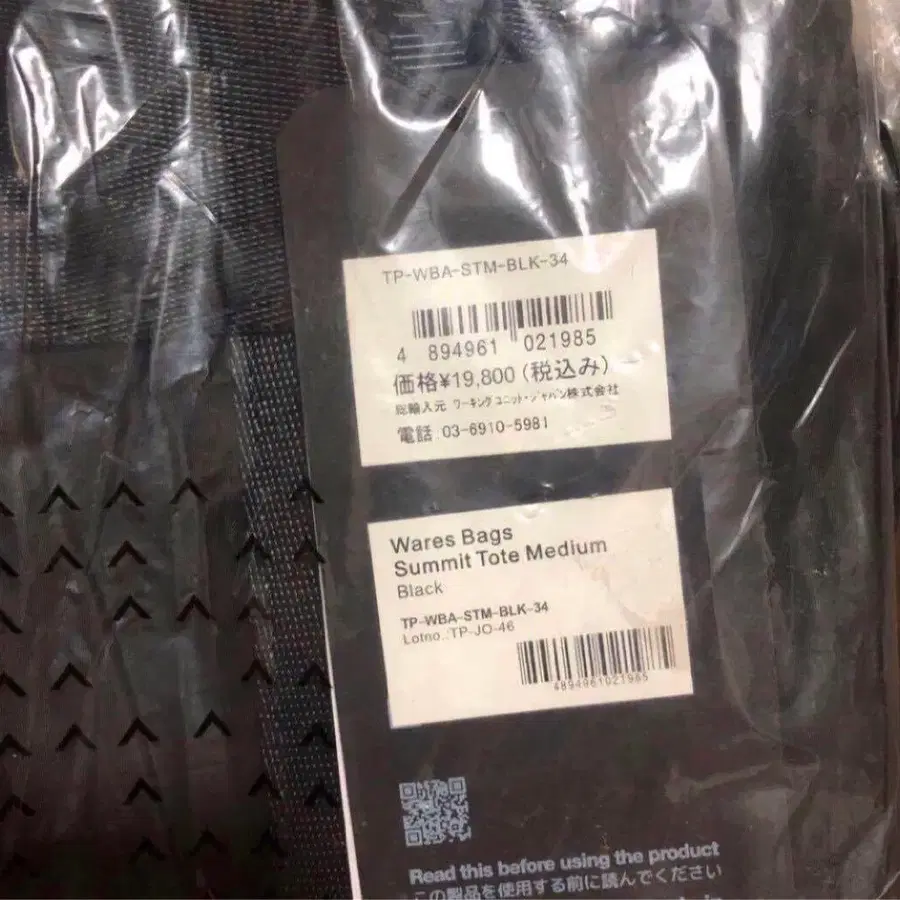 TP-WBA-STM-BLK-34
4 894961 021985
価格¥19,800(税込み)
総輸入元 ワーキングユニット・ジャパン株式会社
電話 03-6910-5981
Wares Bags
Summit Tote Medium
Black
TP-WBA-STM-BLK-34
Lotno.:TP-JO-46
4894961021985
Read this before using the product
この製品を使用する前に読んでください